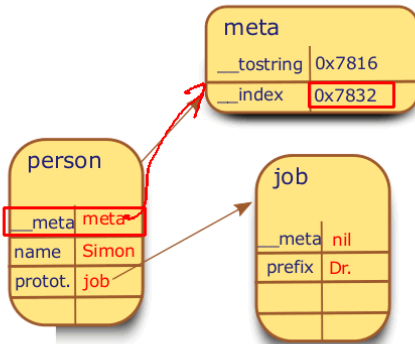 meta
__tostring 0x7816
__index 0x7832
person
__meta meta
name Simon
protot. job
job
__meta nil
prefix Dr.